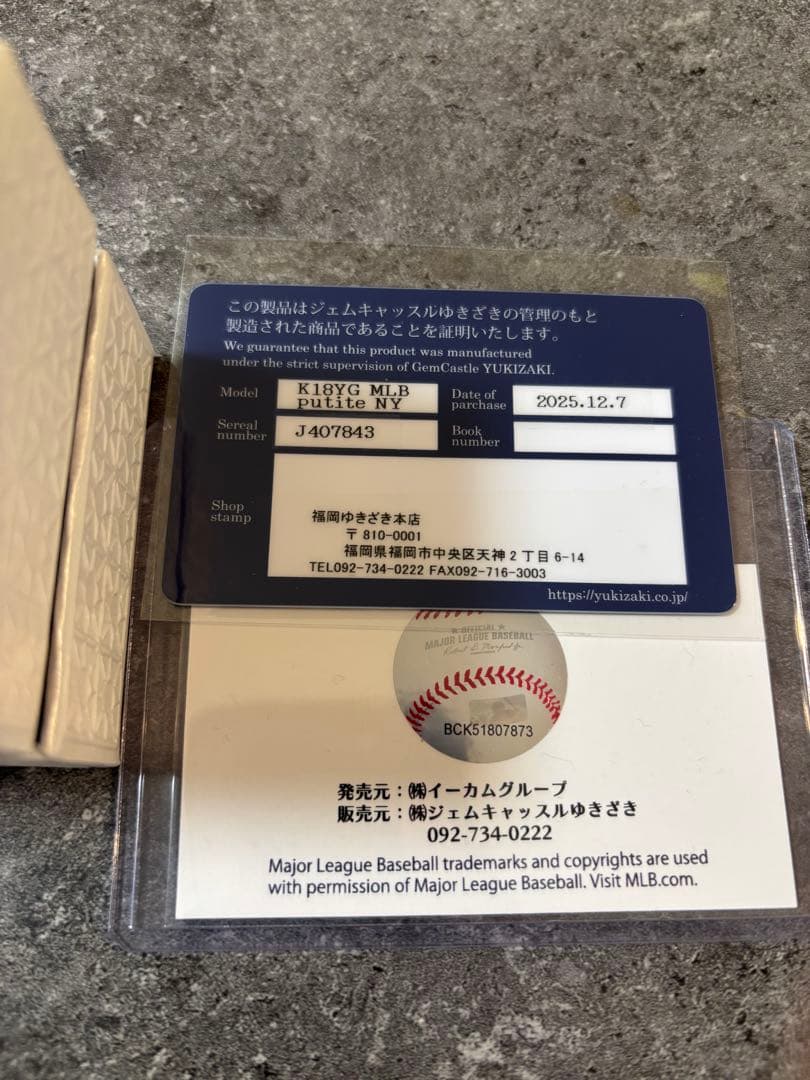 この製品はジェムキャッスルゆきざきの管理のもと
製造された商品であることを証明いたします。
We guarantee that this product was manufactured
under the strict supervision of GemCastle YUKIZAKI.
Model
K18YG MLB
putite NY
Date of
purchase
2025.12.7
Sereal
number
J407843
Book
number
Shop
stamp
福岡ゆきざき本店
〒810-0001
福岡県福岡市中央区天神2丁目6-14
TEL092-734-0222 FAX092-716-3003
https://yukizaki.co.jp/
★ OFFICIAL ★
MAJOR LEAGUE BASEBALL
BCK51807873
発売元：㈱イーカムグループ
販売元：㈱ジェムキャッスルゆきざき
092-734-0222
Major League Baseball trademarks and copyrights are used
with permission of Major League Baseball. Visit MLB.com.